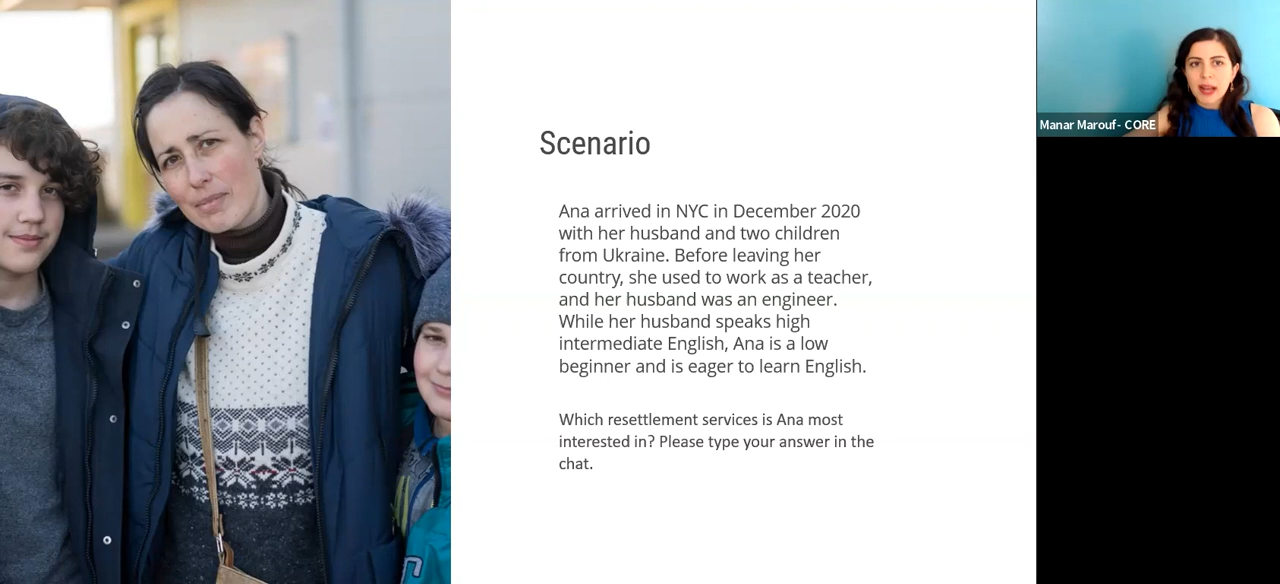 Scenario
Ana arrived in NYC in December 2020
with her husband and two children
from Ukraine. Before leaving her
country, she used to work as a teacher,
and her husband was an engineer.
While her husband speaks high
intermediate English, Ana is a low
beginner and is eager to learn English.
Which resettlement services is Ana most
interested in? Please type your answer in the
chat.
Manar Marouf- CORE